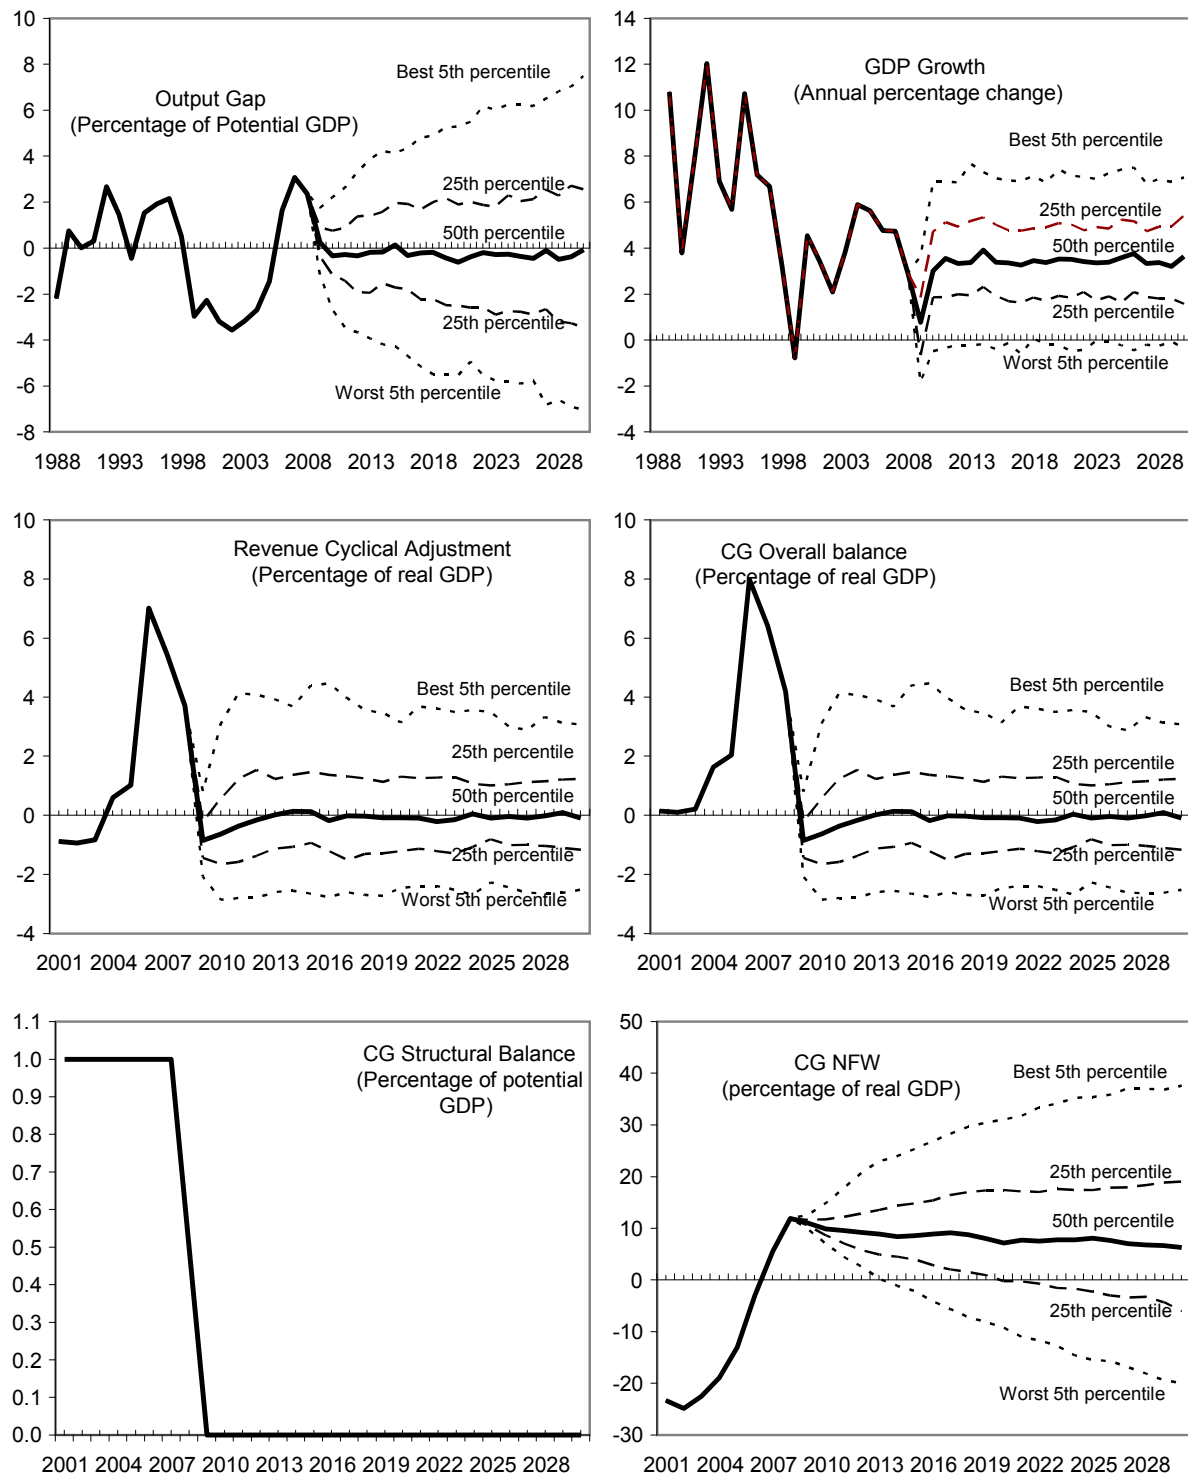 10
8
6
4
2
0
-2
-4
-6
-8
Output Gap
(Percentage of Potential GDP)
Best 5th percentile
25th percentile
50th percentile
25th percentile
Worst 5th percentile
1988 1993 1998 2003 2008 2013 2018 2023 2028
14
12
10
8
6
4
2
0
-2
-4
GDP Growth
(Annual percentage change)
Best 5th percentile
25th percentile
50th percentile
25th percentile
Worst 5th percentile
1988 1993 1998 2003 2008 2013 2018 2023 2028
10
8
6
4
2
0
-2
-4
Revenue Cyclical Adjustment
(Percentage of real GDP)
Best 5th percentile
25th percentile
50th percentile
25th percentile
Worst 5th percentile
2001 2004 2007 2010 2013 2016 2019 2022 2025 2028
10
8
6
4
2
0
-2
-4
CG Overall balance
(Percentage of real GDP)
Best 5th percentile
25th percentile
50th percentile
25th percentile
Worst 5th percentile
2001 2004 2007 2010 2013 2016 2019 2022 2025 2028
1.1
1.0
0.9
0.8
0.7
0.6
0.5
0.4
0.3
0.2
0.1
0.0
CG Structural Balance
(Percentage of potential
GDP)
2001 2004 2007 2010 2013 2016 2019 2022 2025 2028
50
40
30
20
10
0
-10
-20
-30
CG NFW
(percentage of real GDP)
Best 5th percentile
25th percentile
50th percentile
25th percentile
Worst 5th percentile
2001 2004 2007 2010 2013 2016 2019 2022 2025 2028